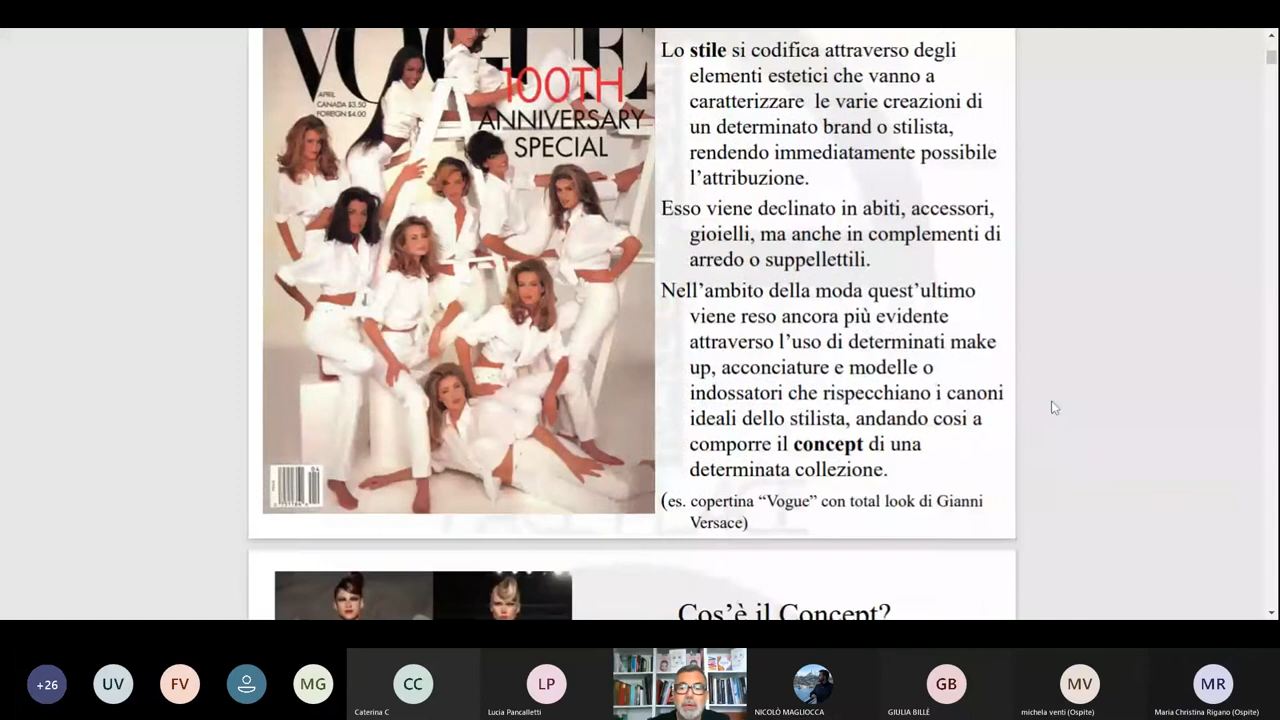 VOGUE
100TH
ANNIVERSARY
SPECIAL
APRIL
CANADA $3.50
FOREIGN $4.00
Lo stile si codifica attraverso degli
elementi estetici che vanno a
caratterizzare le varie creazioni di
un determinato brand o stilista,
rendendo immediatamente possibile
l’attribuzione.
Esso viene declinato in abiti, accessori,
gioielli, ma anche in complementi di
arredo o suppellettili.
Nell’ambito della moda quest’ultimo
viene reso ancora più evidente
attraverso l’uso di determinati make
up, acconciature e modelle o
indossatori che rispecchiano i canoni
ideali dello stilista, andando cosi a
comporre il concept di una
determinata collezione.
(es. copertina “Vogue” con total look di Gianni
Versace)
Cos’è il Concept?
+26
UV
FV
MG
CC
Caterina C
LP
Lucia Pancalletti
NICOLÒ MAGLIOCCA
GB
GIULIA BILLÈ
MV
michela venti (Ospite)
MR
Maria Christina Rigano (Ospite)